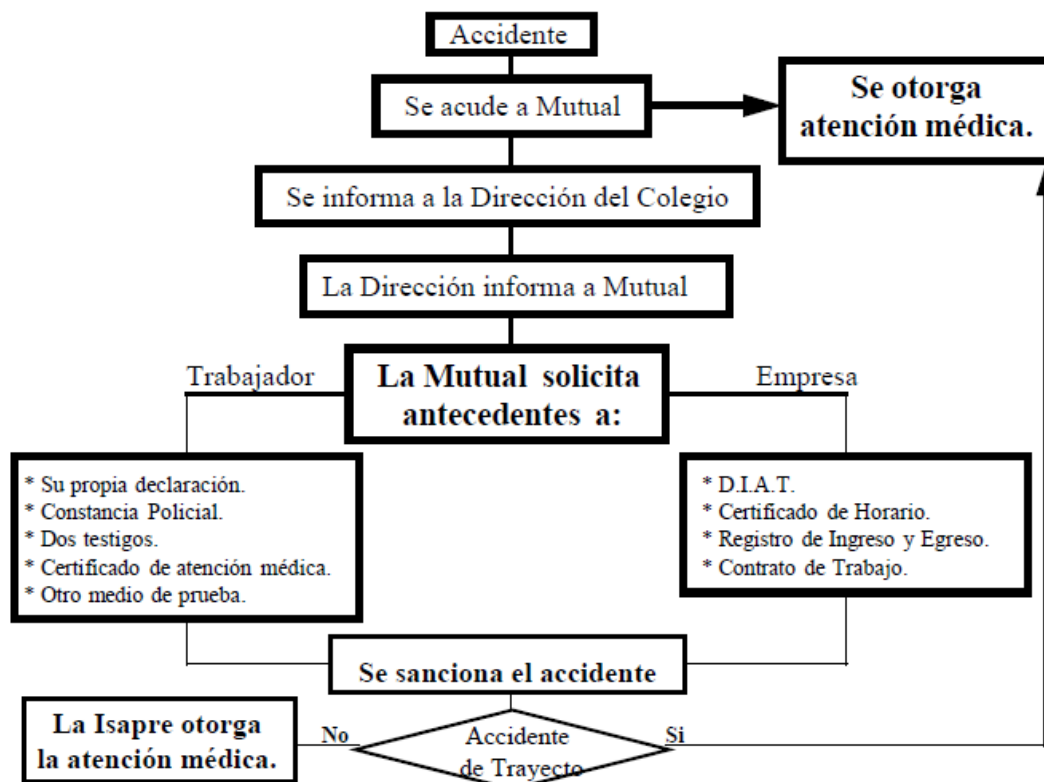 Accidente
Se acude a Mutual
Se otorga
atención médica.
Se informa a la Dirección del Colegio
La Dirección informa a Mutual
Trabajador
La Mutual solicita
antecedentes a:
Empresa
* Su propia declaración.
* Constancia Policial.
* Dos testigos.
* Certificado de atención médica.
* Otro medio de prueba.
* D.I.A.T.
* Certificado de Horario.
* Registro de Ingreso y Egreso.
* Contrato de Trabajo.
Se sanciona el accidente
La Isapre otorga
la atención médica.
No
Accidente
de Trayecto
Si